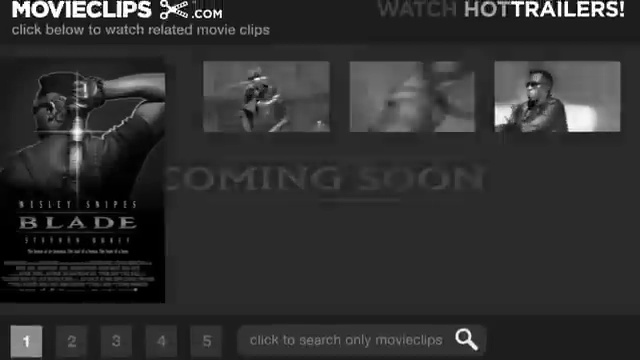 MOVIECLIPS .COM
WATCH HOTTRAILERS!
click below to watch related movie clips
COMING SOON
WESLEY SNIPES
BLADE
STEPHEN DORFF
1 2 3 4 5
click to search only movieclips